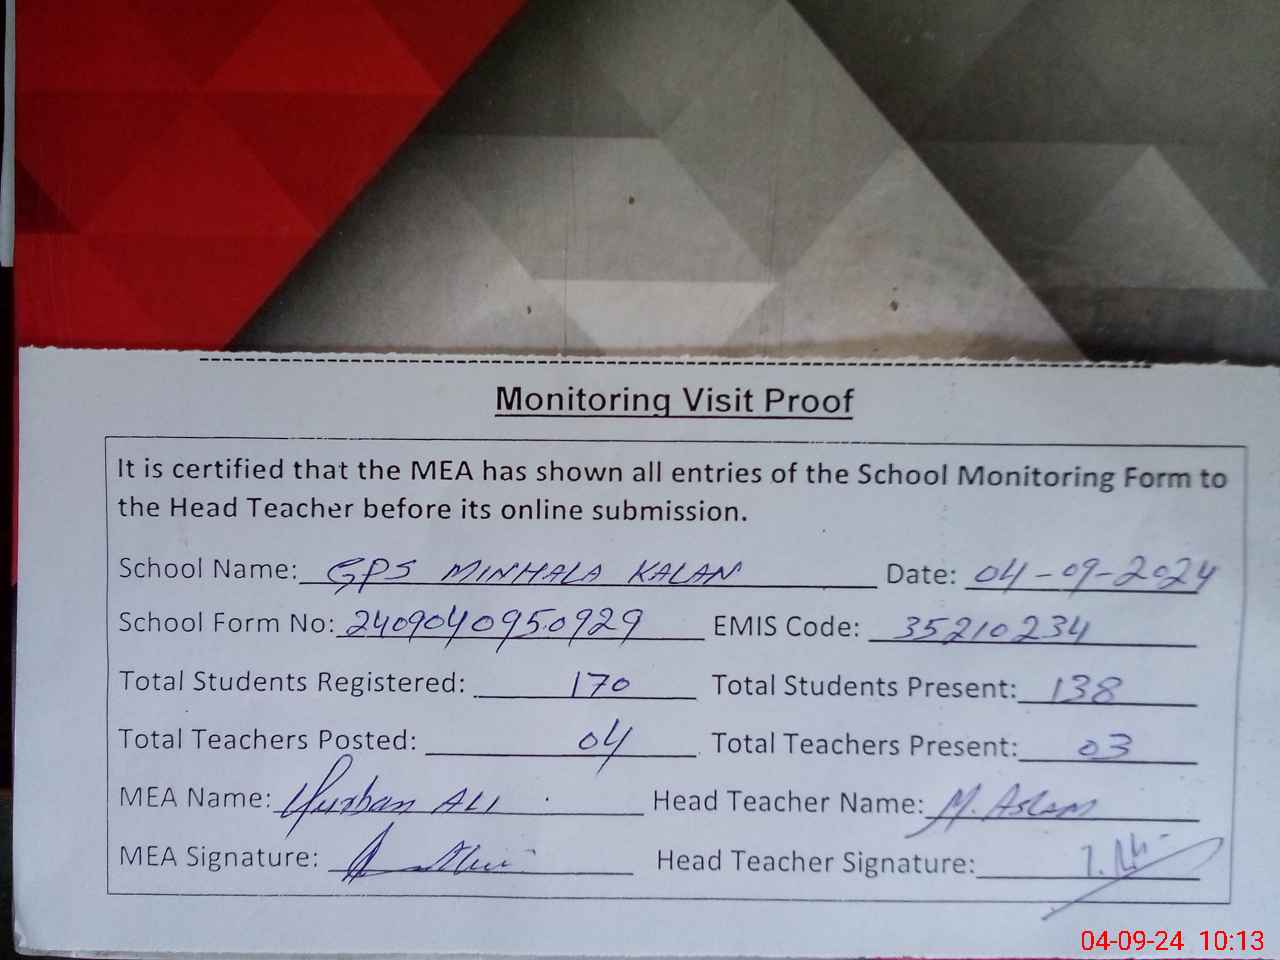 Monitoring Visit Proof
It is certified that the MEA has shown all entries of the School Monitoring Form to
the Head Teacher before its online submission.
School Name: GPS MINHALA KALAN Date: 04-09-2024
School Form No: 240904095.0929 EMIS Code: 35210234
Total Students Registered: 170 Total Students Present: 138
Total Teachers Posted: 04 Total Teachers Present: 03
MEA Name: Qurban ALI Head Teacher Name: M. Aslam
MEA Signature: Head Teacher Signature:
04-09-24 10:13